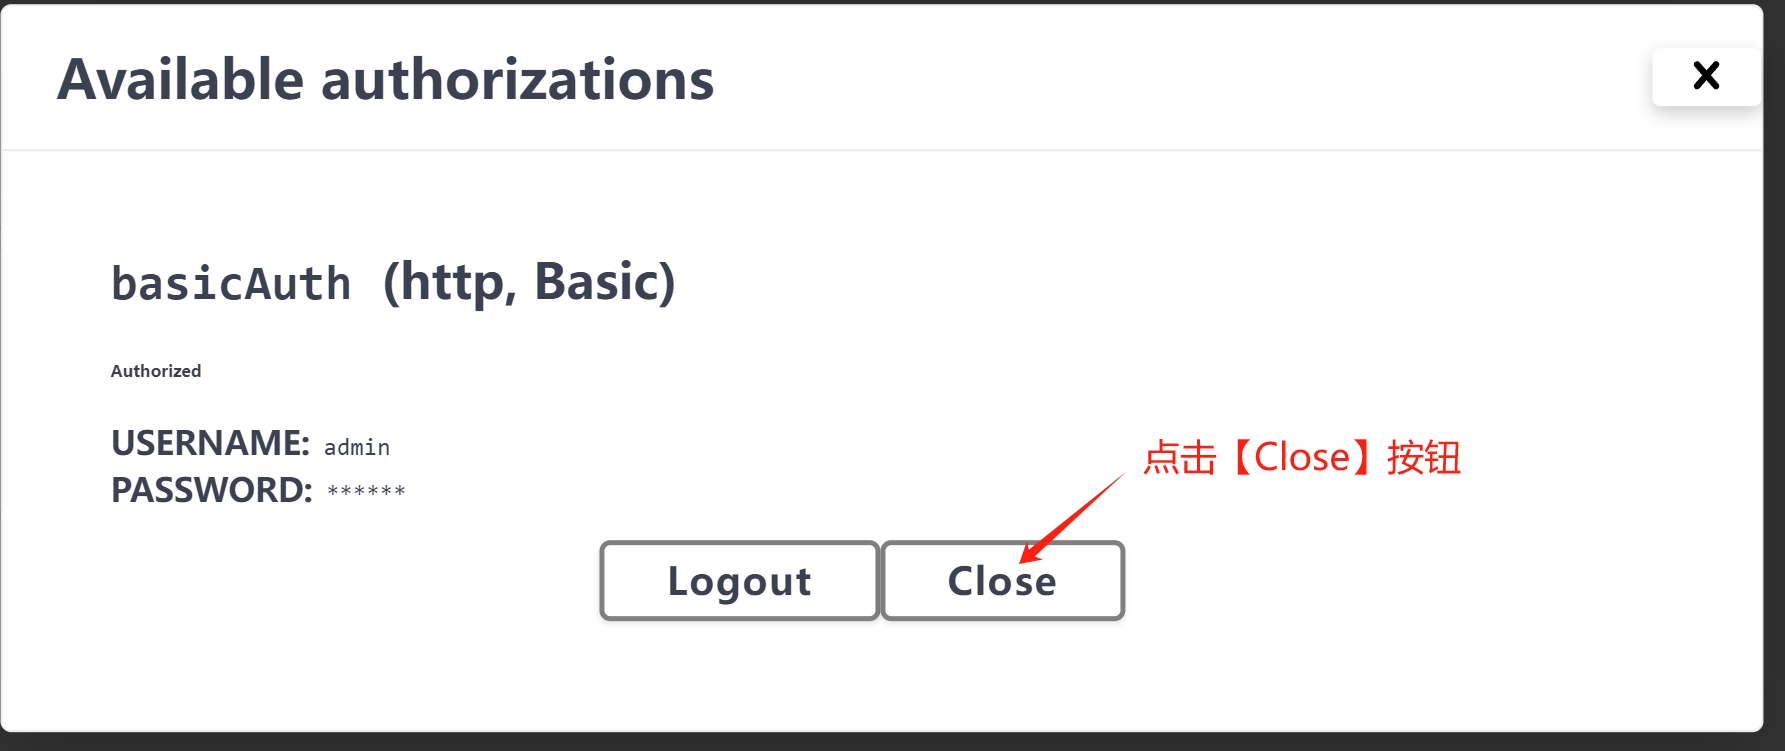 Available authorizations
basicAuth (http, Basic)
Authorized
USERNAME: admin
PASSWORD: ******
点击【Close】按钮
Logout
Close